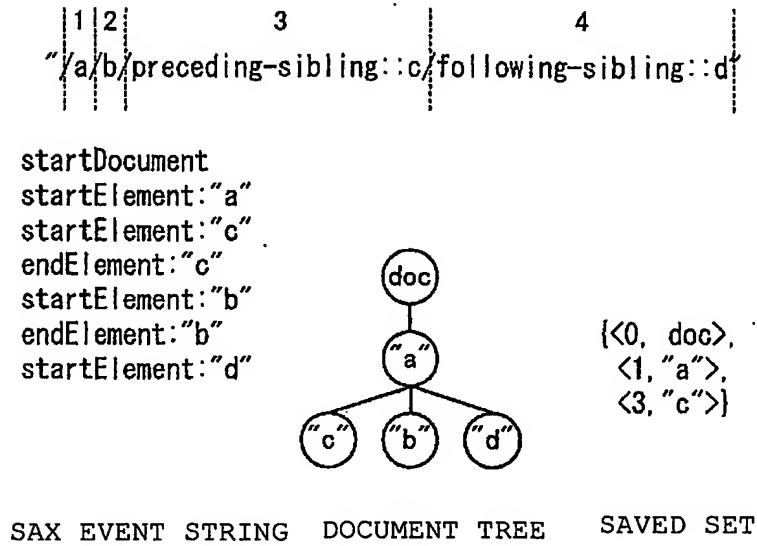 1 2 3 4
"/a/b/preceding-sibling::c/following-sibling::d"
startDocument
startElement:"a"
startElement:"c"
endElement:"c"
startElement:"b"
endElement:"b"
startElement:"d"
doc
"a"
"c" "b" "d"
{<0, doc>,
<1, "a">,
<3, "c">}
SAX EVENT STRING DOCUMENT TREE SAVED SET